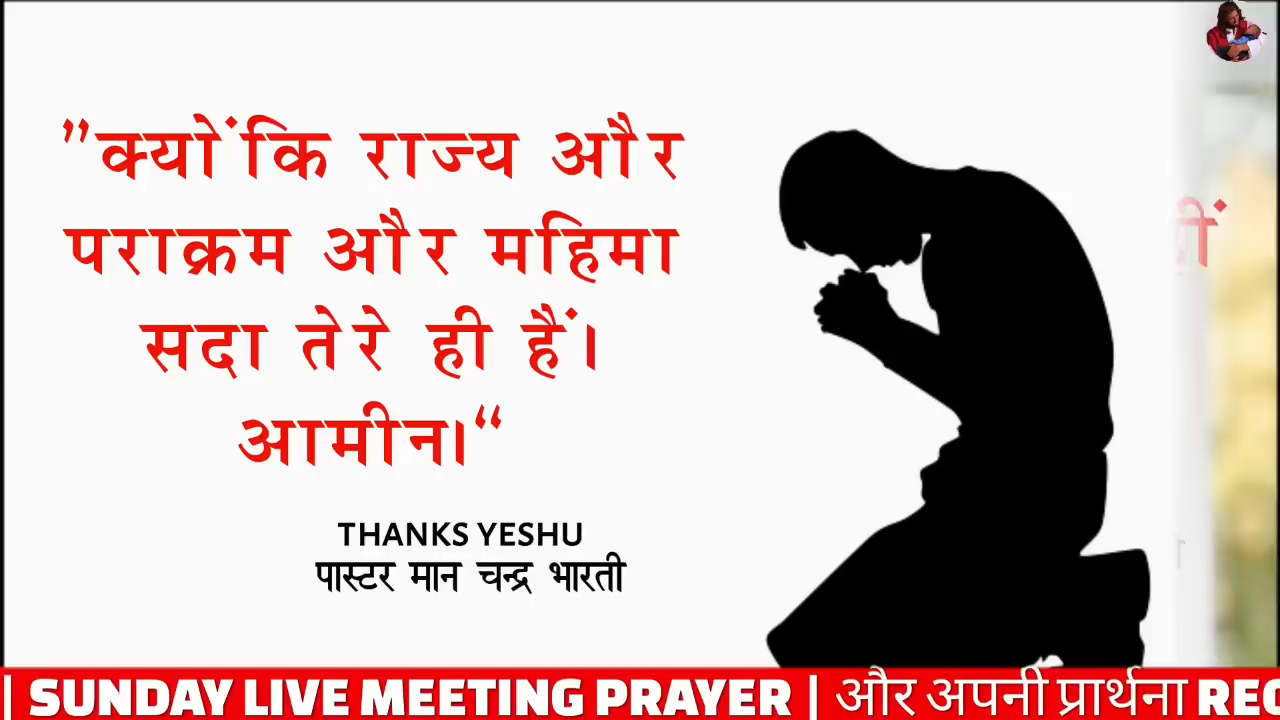 "क्योंकि राज्य और
पराक्रम और महिमा
सदा तेरे ही हैं।
आमीन।"
THANKS YESHU
पास्टर मान चन्द्र भारती
| SUNDAY LIVE MEETING PRAYER | और अपनी प्रार्थना